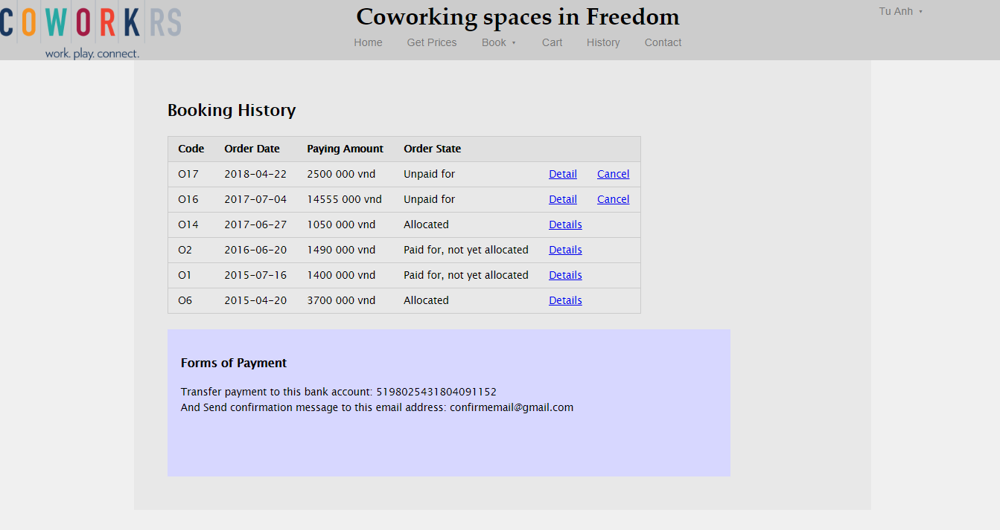 COWORKRS
work. play. connect.
Coworking spaces in Freedom
Tu Anh
Home Get Prices Book Cart History Contact
Booking History
Code Order Date Paying Amount Order State
O17 2018-04-22 2500 000 vnd Unpaid for Detail Cancel
O16 2017-07-04 14555 000 vnd Unpaid for Detail Cancel
O14 2017-06-27 1050 000 vnd Allocated Details
O2 2016-06-20 1490 000 vnd Paid for, not yet allocated Details
O1 2015-07-16 1400 000 vnd Paid for, not yet allocated Details
O6 2015-04-20 3700 000 vnd Allocated Details
Forms of Payment
Transfer payment to this bank account: 5198025431804091152
And Send confirmation message to this email address: confirmemail@gmail.com